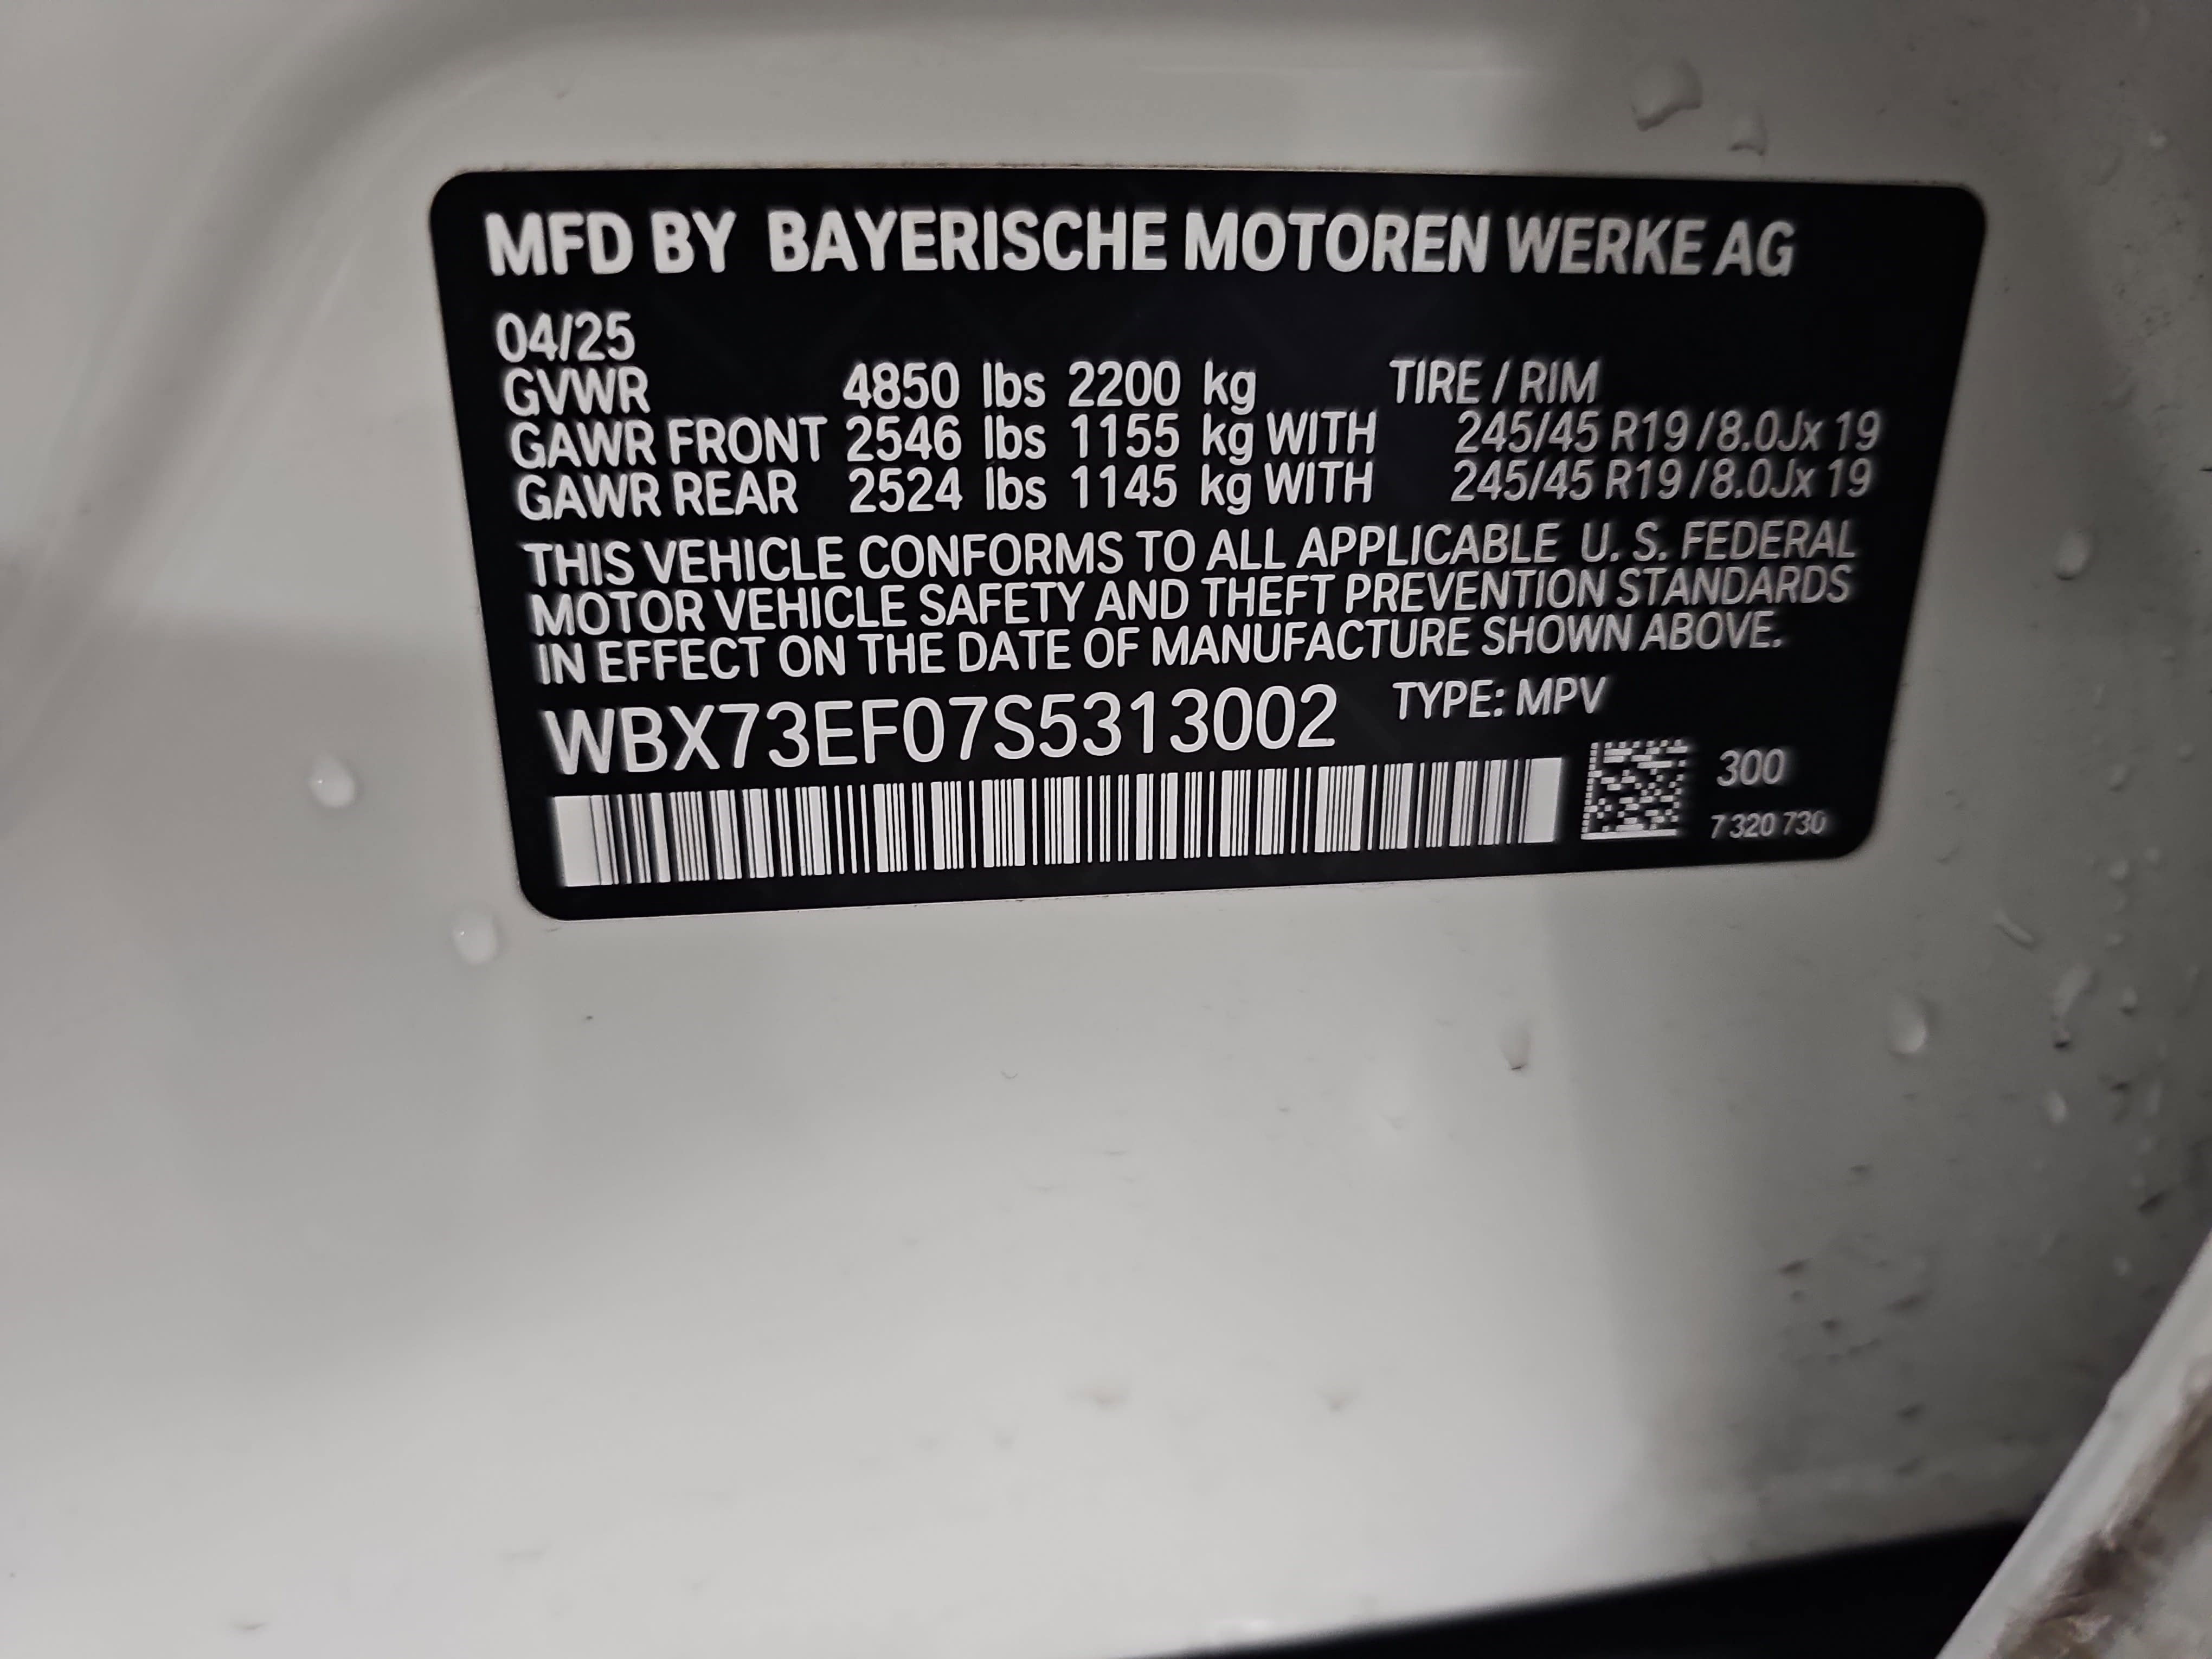 MFD BY BAYERISCHE MOTOREN WERKE AG
04/25
GVWR 4850 lbs 2200 kg TIRE / RIM
GAWR FRONT 2546 lbs 1155 kg WITH 245/45 R19 / 8.0Jx 19
GAWR REAR 2524 lbs 1145 kg WITH 245/45 R19 / 8.0Jx 19
THIS VEHICLE CONFORMS TO ALL APPLICABLE U. S. FEDERAL
MOTOR VEHICLE SAFETY AND THEFT PREVENTION STANDARDS
IN EFFECT ON THE DATE OF MANUFACTURE SHOWN ABOVE.
WBX73EF07S5313002 TYPE: MPV
300
7 320 730